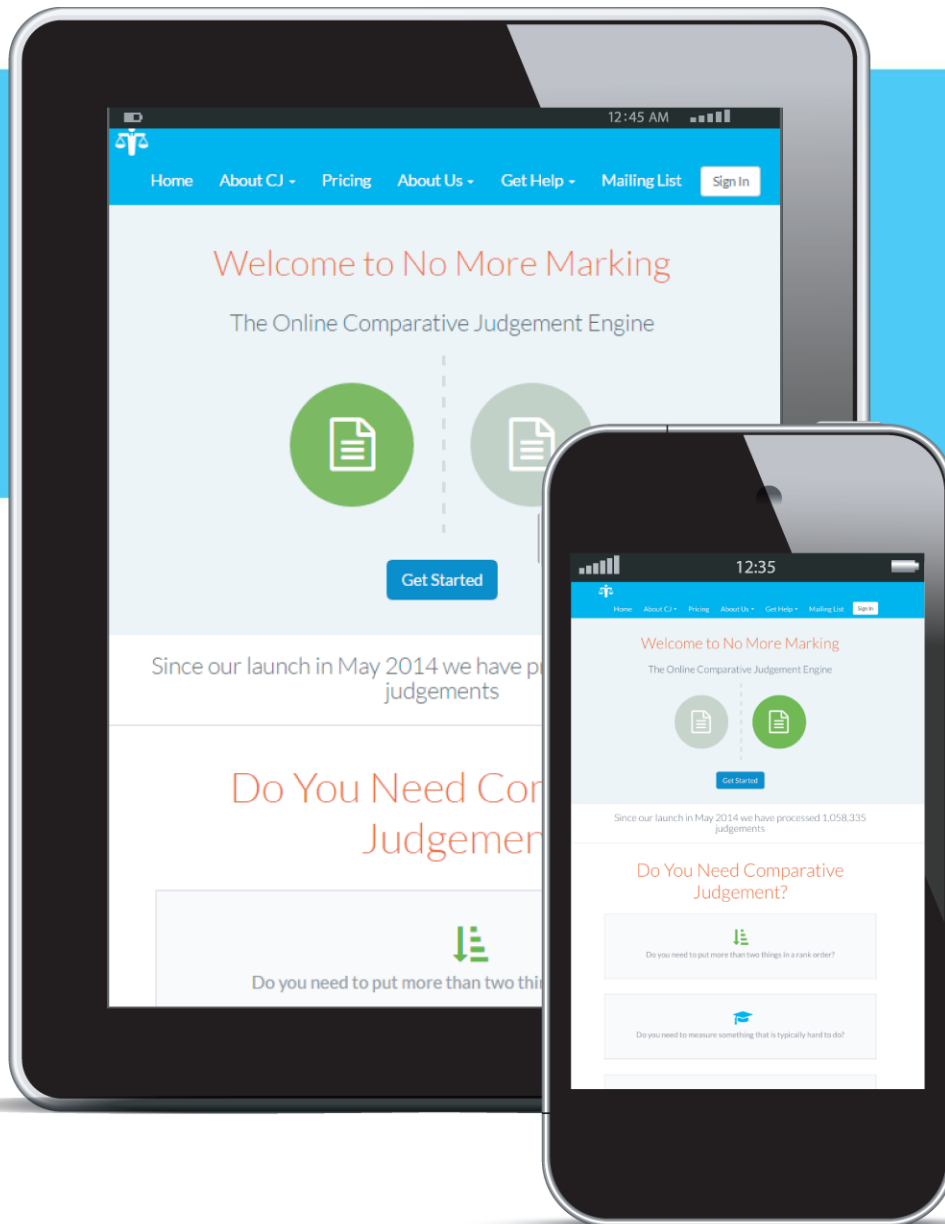 12:45 AM
Home About CJ Pricing About Us Get Help Mailing List Sign In
Welcome to No More Marking
The Online Comparative Judgement Engine
Get Started
Since our launch in May 2014 we have
judgements
Do You Need
Do you need to put more than two
12:35
Home About CJ Pricing About Us Get Help Mailing List Sign In
Welcome to No More Marking
The Online Comparative Judgement Engine
Get Started
Since our launch in May 2014 we have processed 1,058,335
judgements
Do You Need Comparative
Judgement?
Do you need to put more than two things in a rank order?
Do you need to measure something that is typically hard to do?